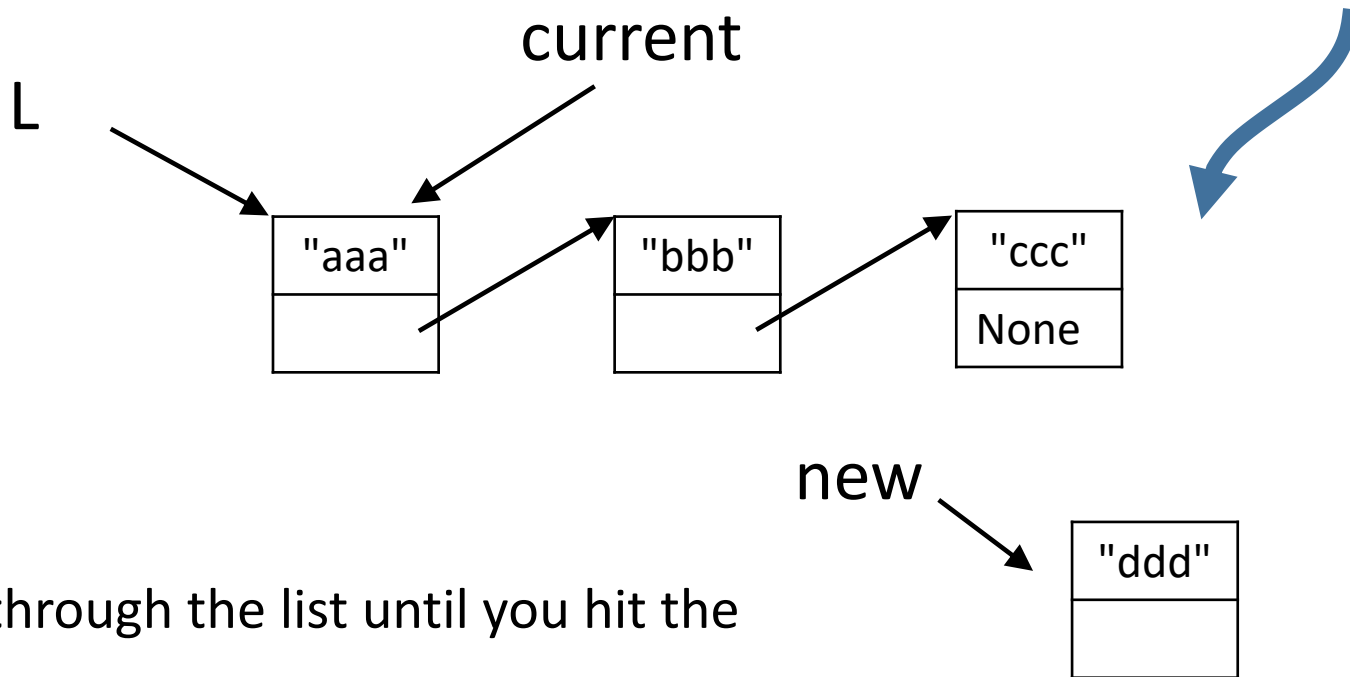 current
L
"aaa"
"bbb"
"ccc"
None
new
"ddd"
through the list until you hit the